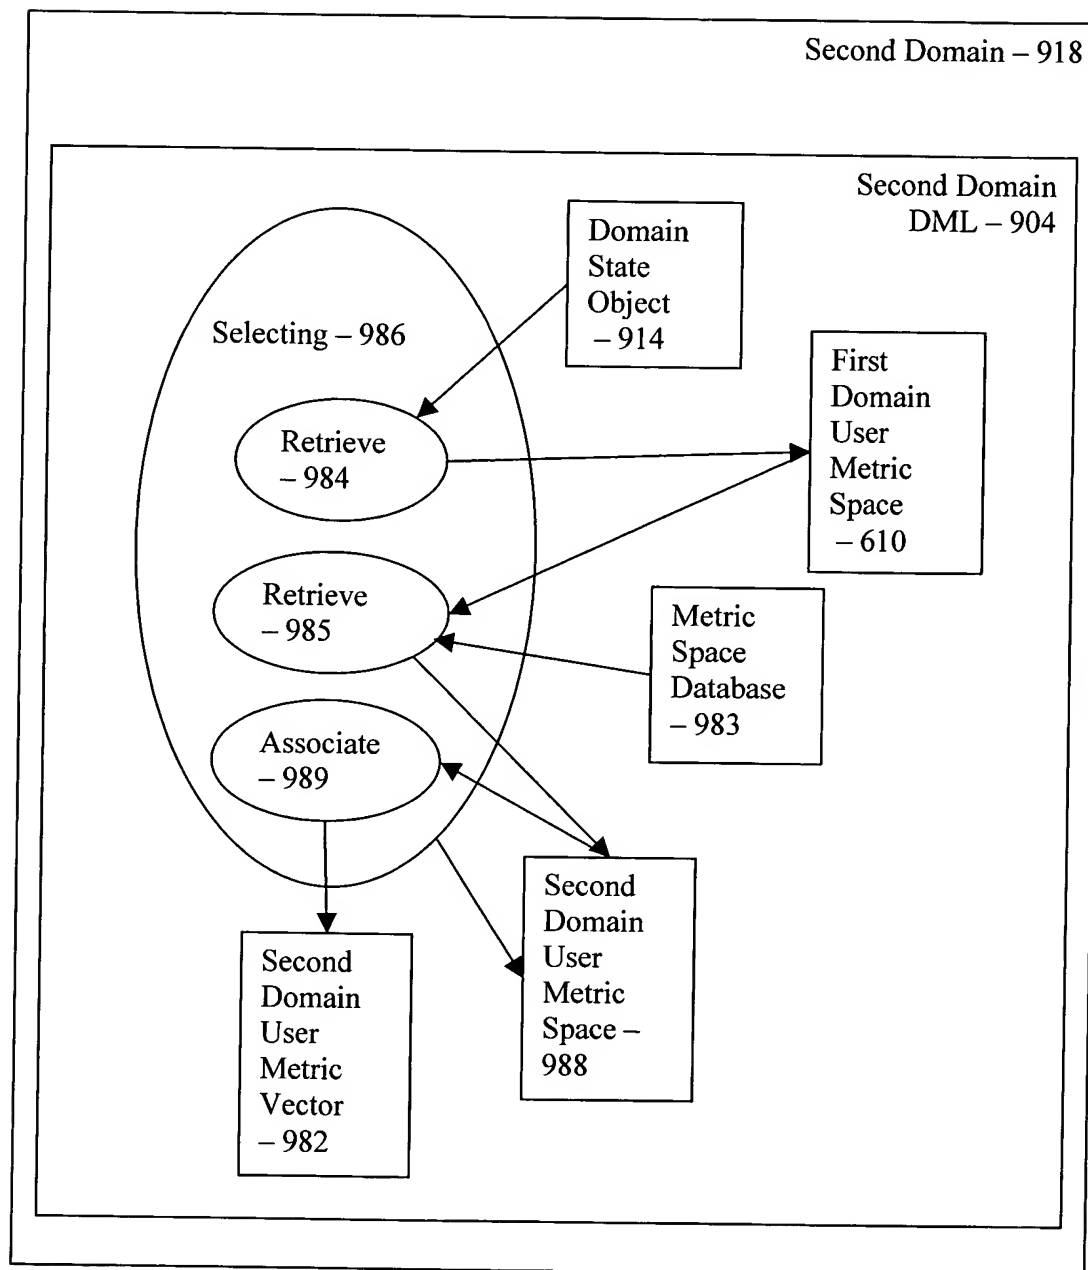 Second Domain – 918
Second Domain
DML – 904
Domain
State
Object
– 914
Selecting – 986
First
Domain
User
Metric
Space
– 610
Retrieve
– 984
Retrieve
– 985
Metric
Space
Database
– 983
Associate
– 989
Second
Domain
User
Metric
Space –
988
Second
Domain
User
Metric
Vector
– 982